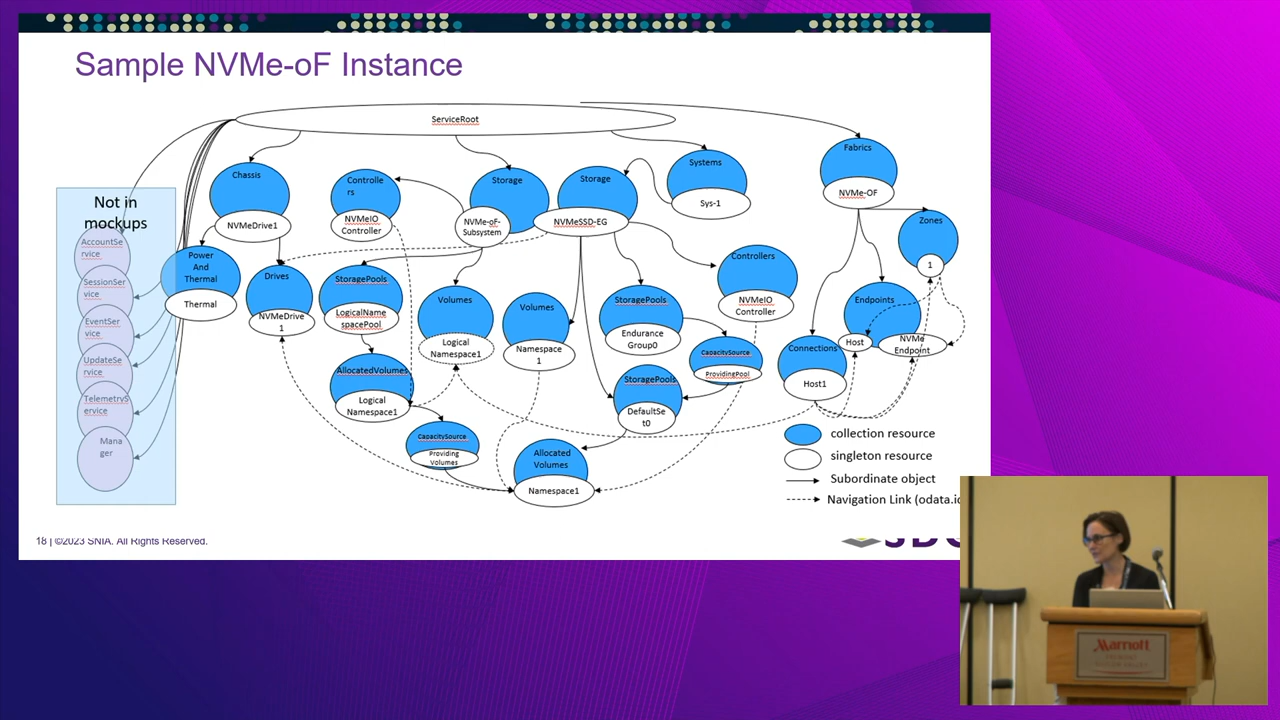 Sample NVMe-oF Instance
ServiceRoot
Not in
mockups
AccountSe
rvice
SessionSer
vice
EventSer
vice
UpdateSe
rvice
TelemetryS
ervice
Mana
ger
Chassis
NVMeDrive1
Power
And
Thermal
Thermal
Drives
NVMeDrive
1
Controlle
rs
NVMeIO
Controller
Storage
NVMe-oF-
Subsystem
Storage
NVMeSSD-EG
Systems
Sys-1
Fabrics
NVMe-OF
Zones
1
StoragePools
LogicalName
spacePool
AllocatedVolumes
Logical
Namespace1
CapacitySource
Providing
Volumes
Volumes
Logical
Namespace1
Volumes
Namespace
1
StoragePools
Endurance
Group0
Controllers
NVMeIO
Controller
CapacitySource
ProvidingPool
StoragePools
DefaultSe
t0
Allocated
Volumes
Namespace1
Endpoints
Host
NVMe
Endpoint
Connections
Host1
collection resource
singleton resource
Subordinate object
Navigation Link (odata.i
18 | ©2023 SNIA. All Rights Reserved.
SDC
Marriott